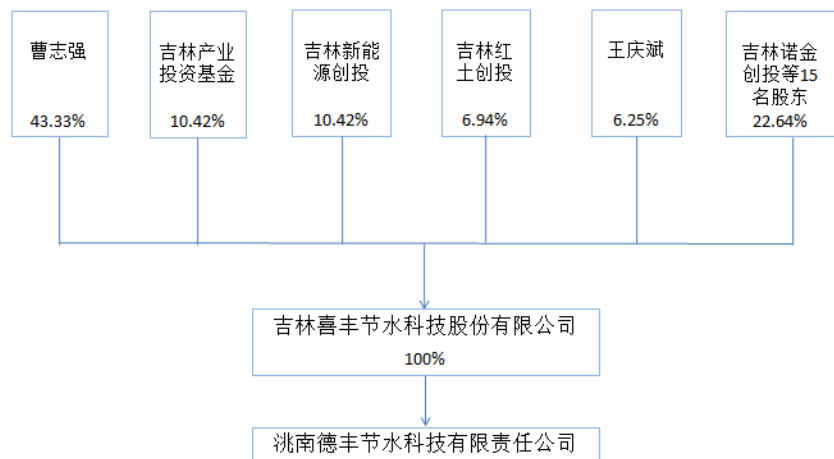 曹志强
43.33%
吉林产业
投资基金
10.42%
吉林新能
源创投
10.42%
吉林红
土创投
6.94%
王庆斌
6.25%
吉林诺金
创投等15
名股东
22.64%
吉林喜丰节水科技股份有限公司
100%
洮南德丰节水科技有限责任公司